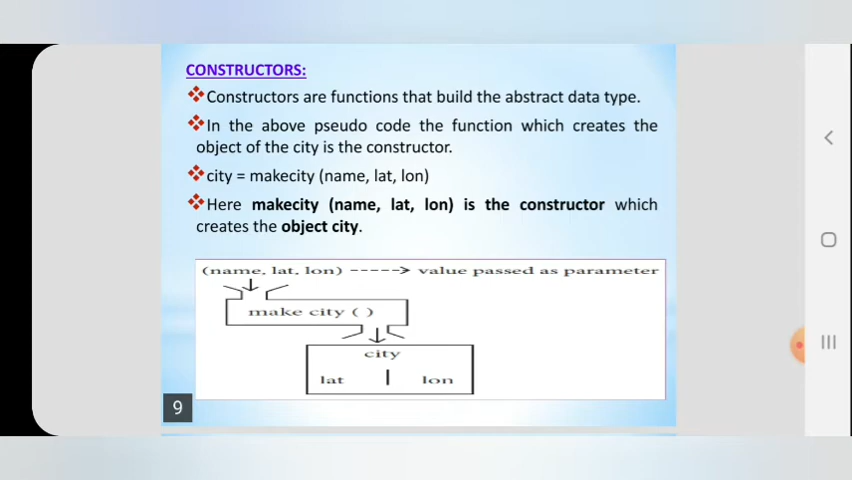 CONSTRUCTORS:
Constructors are functions that build the abstract data type.
In the above pseudo code the function which creates the
object of the city is the constructor.
city = makecity (name, lat, lon)
Here makecity (name, lat, lon) is the constructor which
creates the object city.
(name, lat, lon) -----> value passed as parameter
make city ( )
city
lat | lon
9